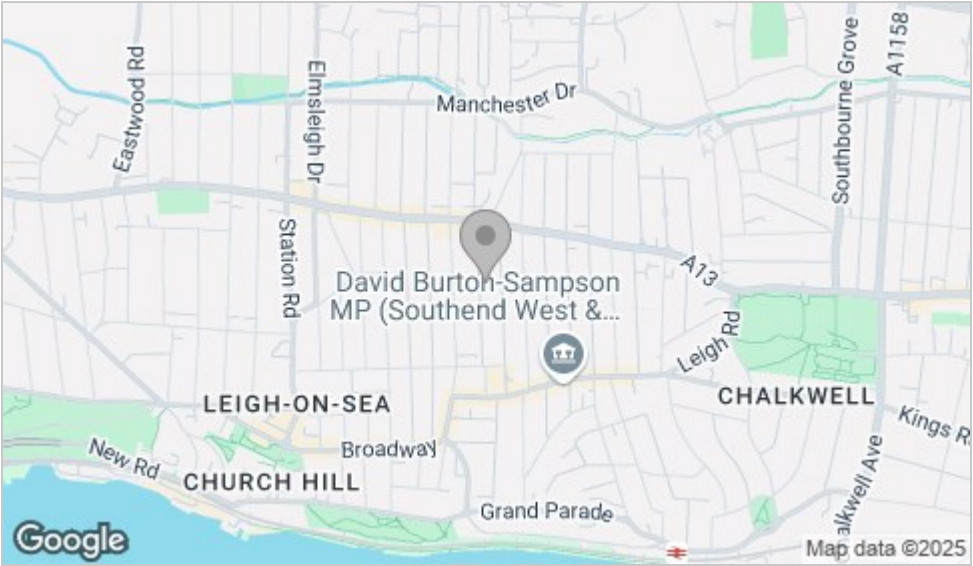 Eastwood Rd
Elmsleigh Dr
Manchester Dr
Southbourne Grove
A1158
Station Rd
A13
David Burton-Sampson
MP (Southend West &...
Leigh Rd
LEIGH-ON-SEA
CHALKWELL
Broadway
Kings R
New Rd
CHURCH HILL
Grand Parade
alkwell Ave
Google
Map data ©2025